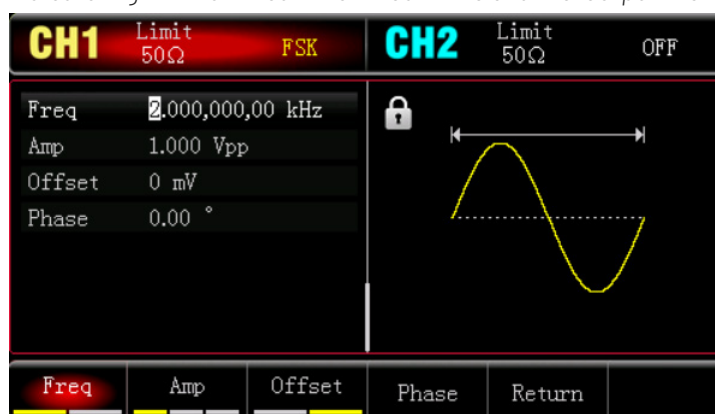 CH1 Limit 50Ω FSK
CH2 Limit 50Ω OFF
Freq 2.000,000,00 kHz
Amp 1.000 Vpp
Offset 0 mV
Phase 0.00 °
Freq Amp Offset Phase Return